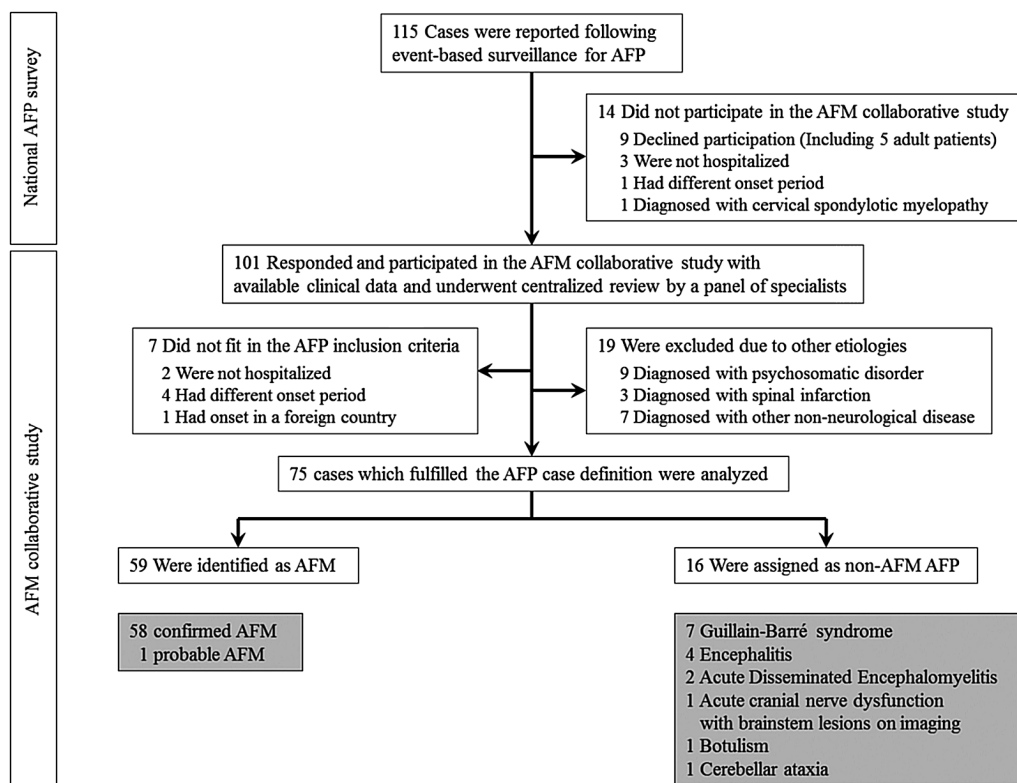 National AFP survey
115 Cases were reported following
event-based surveillance for AFP
14 Did not participate in the AFM collaborative study
9 Declined participation (Including 5 adult patients)
3 Were not hospitalized
1 Had different onset period
1 Diagnosed with cervical spondylotic myelopathy
AFM collaborative study
101 Responded and participated in the AFM collaborative study with
available clinical data and underwent centralized review by a panel of specialists
7 Did not fit in the AFP inclusion criteria
2 Were not hospitalized
4 Had different onset period
1 Had onset in a foreign country
19 Were excluded due to other etiologies
9 Diagnosed with psychosomatic disorder
3 Diagnosed with spinal infarction
7 Diagnosed with other non-neurological disease
75 cases which fulfilled the AFP case definition were analyzed
59 Were identified as AFM
58 confirmed AFM
1 probable AFM
16 Were assigned as non-AFM AFP
7 Guillain-Barré syndrome
4 Encephalitis
2 Acute Disseminated Encephalomyelitis
1 Acute cranial nerve dysfunction
with brainstem lesions on imaging
1 Botulism
1 Cerebellar ataxia